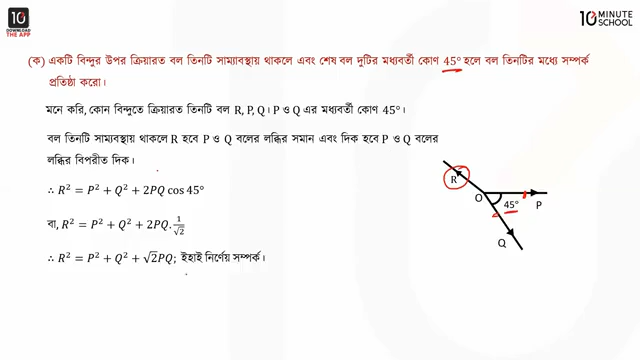 10
DOWNLOAD
THE APP
10 MINUTE
SCHOOL
(ক) একটি বিন্দুর উপর ক্রিয়ারত বল তিনটি সাম্যাবস্থায় থাকলে এবং শেষ বল দুটির মধ্যবর্তী কোণ 45° হলে বল তিনটির মধ্যে সম্পর্ক
প্রতিষ্ঠা করো।
মনে করি, কোন বিন্দুতে ক্রিয়ারত তিনটি বল R, P, Q। P ও Q এর মধ্যবর্তী কোণ 45°।
বল তিনটি সাম্যবস্থায় থাকলে R হবে P ও Q বলের লব্ধির সমান এবং দিক হবে P ও Q বলের
লব্ধির বিপরীত দিক।
∴ R² = P² + Q² + 2PQ cos 45°
বা, R² = P² + Q² + 2PQ. 1/√2
∴ R² = P² + Q² + √2PQ; ইহাই নির্ণেয় সম্পর্ক।
R
O
45°
P
Q